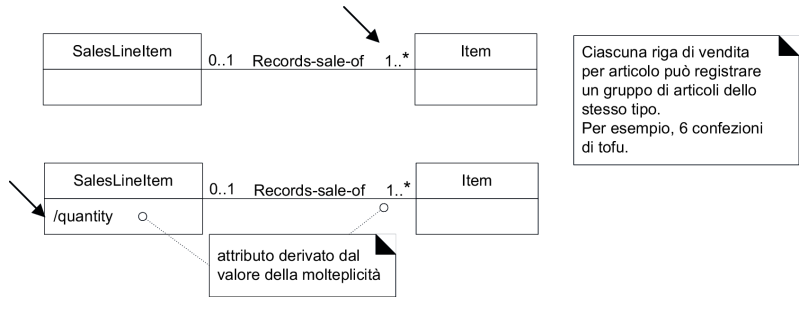 SalesLineItem
0..1
Records-sale-of
1..*
Item
Ciascuna riga di vendita
per articolo può registrare
un gruppo di articoli dello
stesso tipo.
Per esempio, 6 confezioni
di tofu.
SalesLineItem
/quantity
0..1
Records-sale-of
1..*
Item
attributo derivato dal
valore della molteplicità